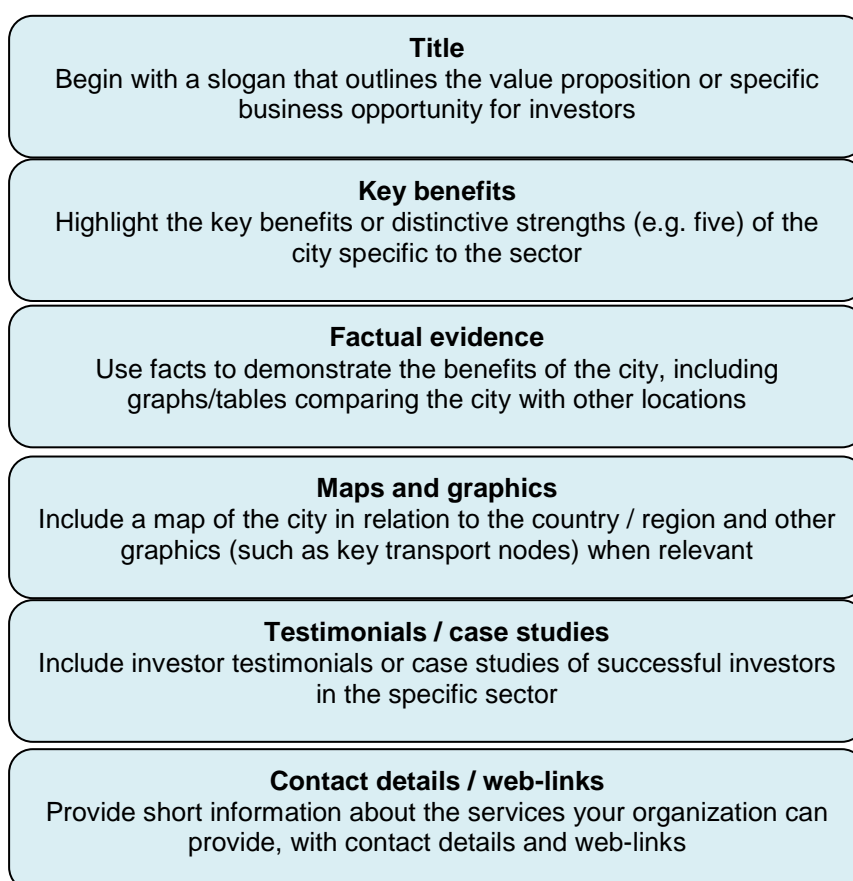 Title
Begin with a slogan that outlines the value proposition or specific
business opportunity for investors
Key benefits
Highlight the key benefits or distinctive strengths (e.g. five) of the
city specific to the sector
Factual evidence
Use facts to demonstrate the benefits of the city, including
graphs/tables comparing the city with other locations
Maps and graphics
Include a map of the city in relation to the country / region and other
graphics (such as key transport nodes) when relevant
Testimonials / case studies
Include investor testimonials or case studies of successful investors
in the specific sector
Contact details / web-links
Provide short information about the services your organization can
provide, with contact details and web-links